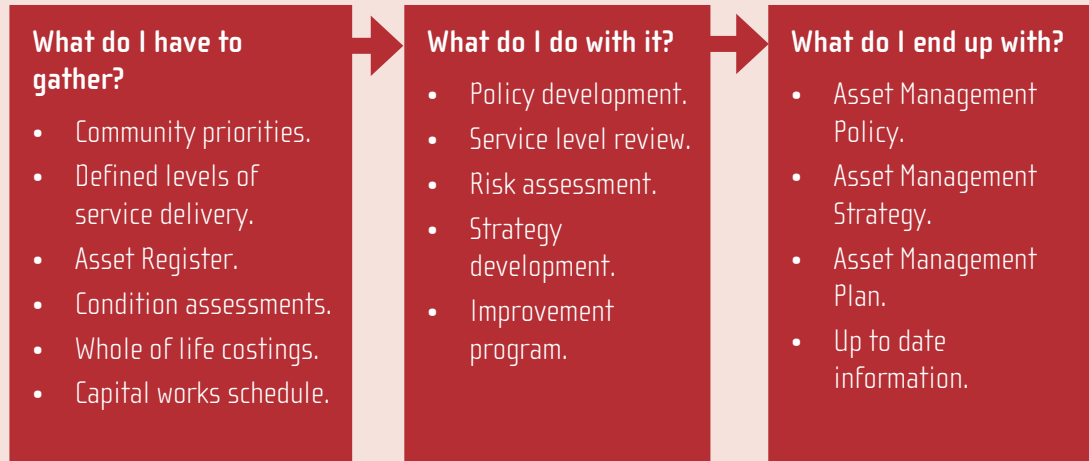 What do I have to
gather?
• Community priorities.
• Defined levels of
service delivery.
• Asset Register.
• Condition assessments.
• Whole of life costings.
• Capital works schedule.
What do I do with it?
• Policy development.
• Service level review.
• Risk assessment.
• Strategy
development.
• Improvement
program.
What do I end up with?
• Asset Management
Policy.
• Asset Management
Strategy.
• Asset Management
Plan.
• Up to date
information.